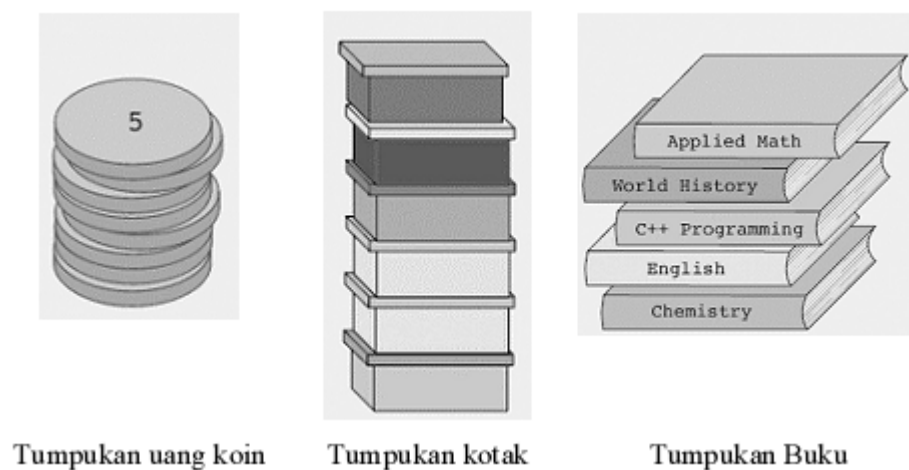 5
Applied Math
World History
C++ Programming
English
Chemistry
Tumpukan uang koin
Tumpukan kotak
Tumpukan Buku